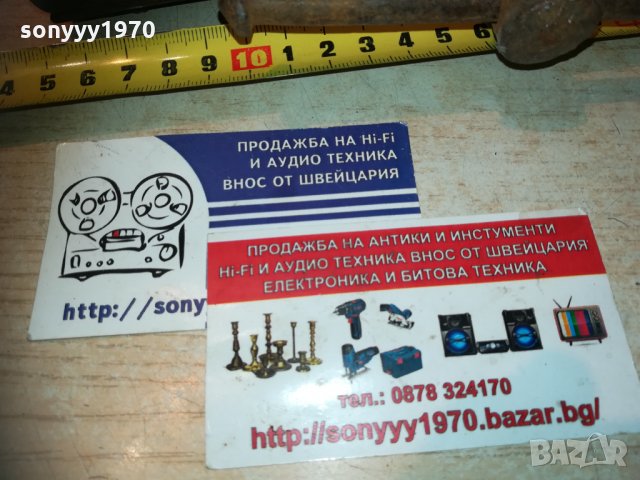 sonyyy1970
4 5 6 7 8 9 10 1 2 3 4
ПРОДАЖБА НА Hi-Fi
И АУДИО ТЕХНИКА
ВНОС ОТ ШВЕЙЦАРИЯ
http://sony
ПРОДАЖБА НА АНТИКИ И ИНСТУМЕНТИ
Hi-Fi И АУДИО ТЕХНИКА ВНОС ОТ ШВЕЙЦАРИЯ
ЕЛЕКТРОНИКА И БИТОВА ТЕХНИКА
тел.: 0878 324170
http://sonyyy1970.bazar.bg/
BAZAR
bg